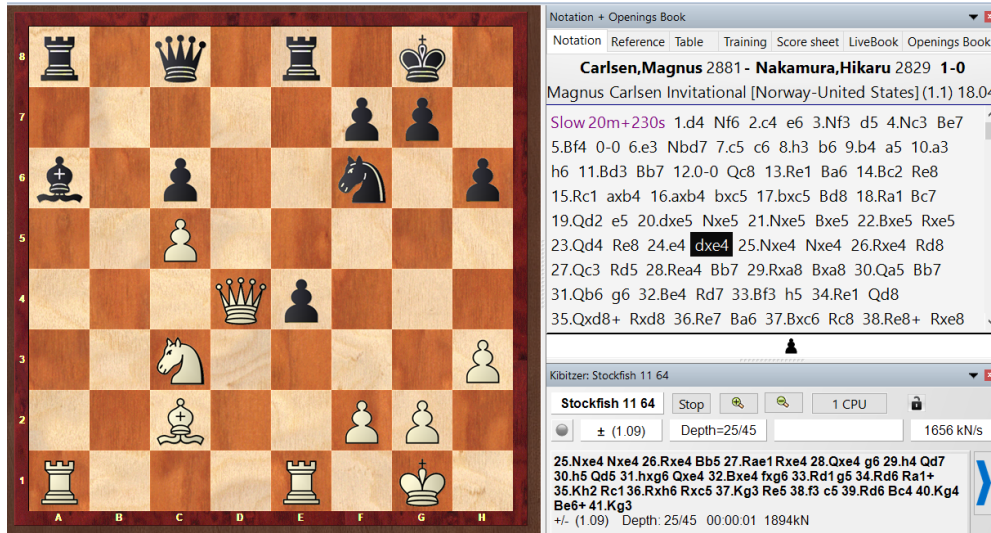 Notation + Openings Book
Notation Reference Table Training Score sheet LiveBook Openings Book
Carlsen,Magnus 2881 - Nakamura,Hikaru 2829 1-0
Magnus Carlsen Invitational [Norway-United States] (1.1) 18.04
Slow 20m+230s 1.d4 Nf6 2.c4 e6 3.Nf3 d5 4.Nc3 Be7
5.Bf4 0-0 6.e3 Nbd7 7.c5 c6 8.h3 b6 9.b4 a5 10.a3
h6 11.Bd3 Bb7 12.0-0 Qc8 13.Re1 Ba6 14.Bc2 Re8
15.Rc1 axb4 16.axb4 bxc5 17.bxc5 Bd8 18.Ra1 Bc7
19.Qd2 e5 20.dxe5 Nxe5 21.Nxe5 Bxe5 22.Bxe5 Rxe5
23.Qd4 Re8 24.e4 dxe4 25.Nxe4 Nxe4 26.Rxe4 Rd8
27.Qc3 Rd5 28.Rea4 Bb7 29.Rxa8 Bxa8 30.Qa5 Bb7
31.Qb6 g6 32.Be4 Rd7 33.Bf3 h5 34.Re1 Qd8
35.Qxd8+ Rxd8 36.Re7 Ba6 37.Bxc6 Rc8 38.Re8+ Rxe8
Kibitzer: Stockfish 11 64
Stockfish 11 64 Stop 1 CPU
± (1.09) Depth=25/45 1656 kN/s
25.Nxe4 Nxe4 26.Rxe4 Bb5 27.Rae1 Rxe4 28.Qxe4 g6 29.h4 Qd7
30.h5 Qd5 31.hxg6 Qxe4 32.Bxe4 fxg6 33.Rd1 g5 34.Rd6 Ra1+
35.Kh2 Rc1 36.Rxh6 Rxc5 37.Kg3 Re5 38.f3 c5 39.Rd6 Bc4 40.Kg4
Be6+ 41.Kg3
+/- (1.09) Depth: 25/45 00:00:01 1894kN
8
7
6
5
4
3
2
1
A B C D E F G H